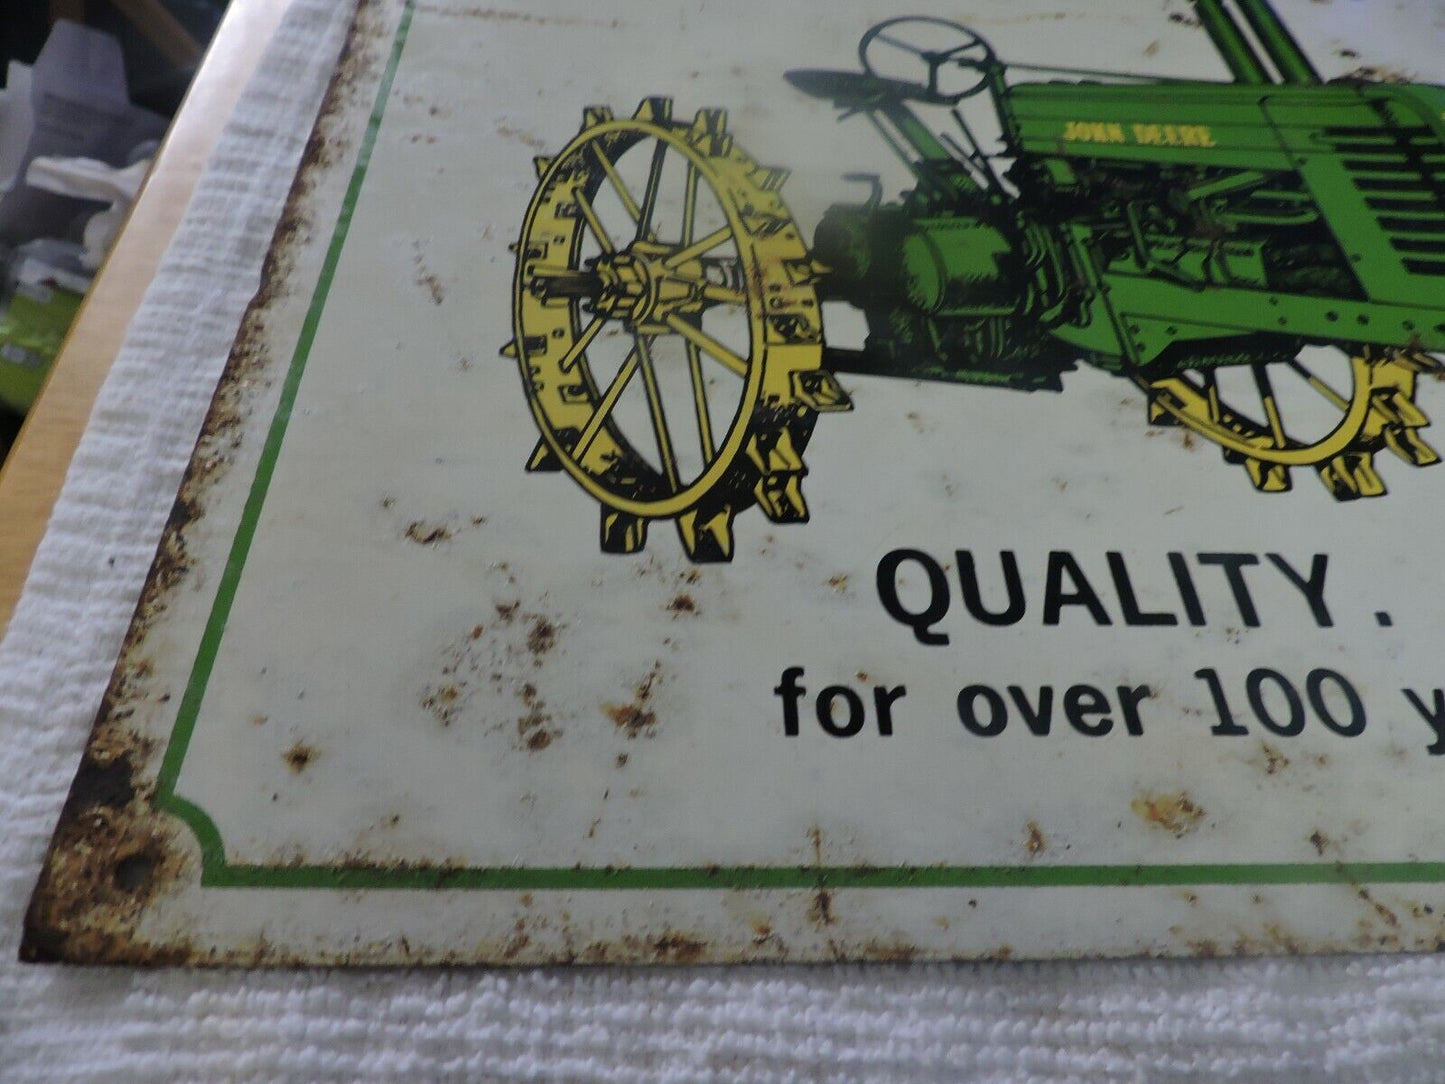 JOHN DEERE
QUALITY.
for over 100 y